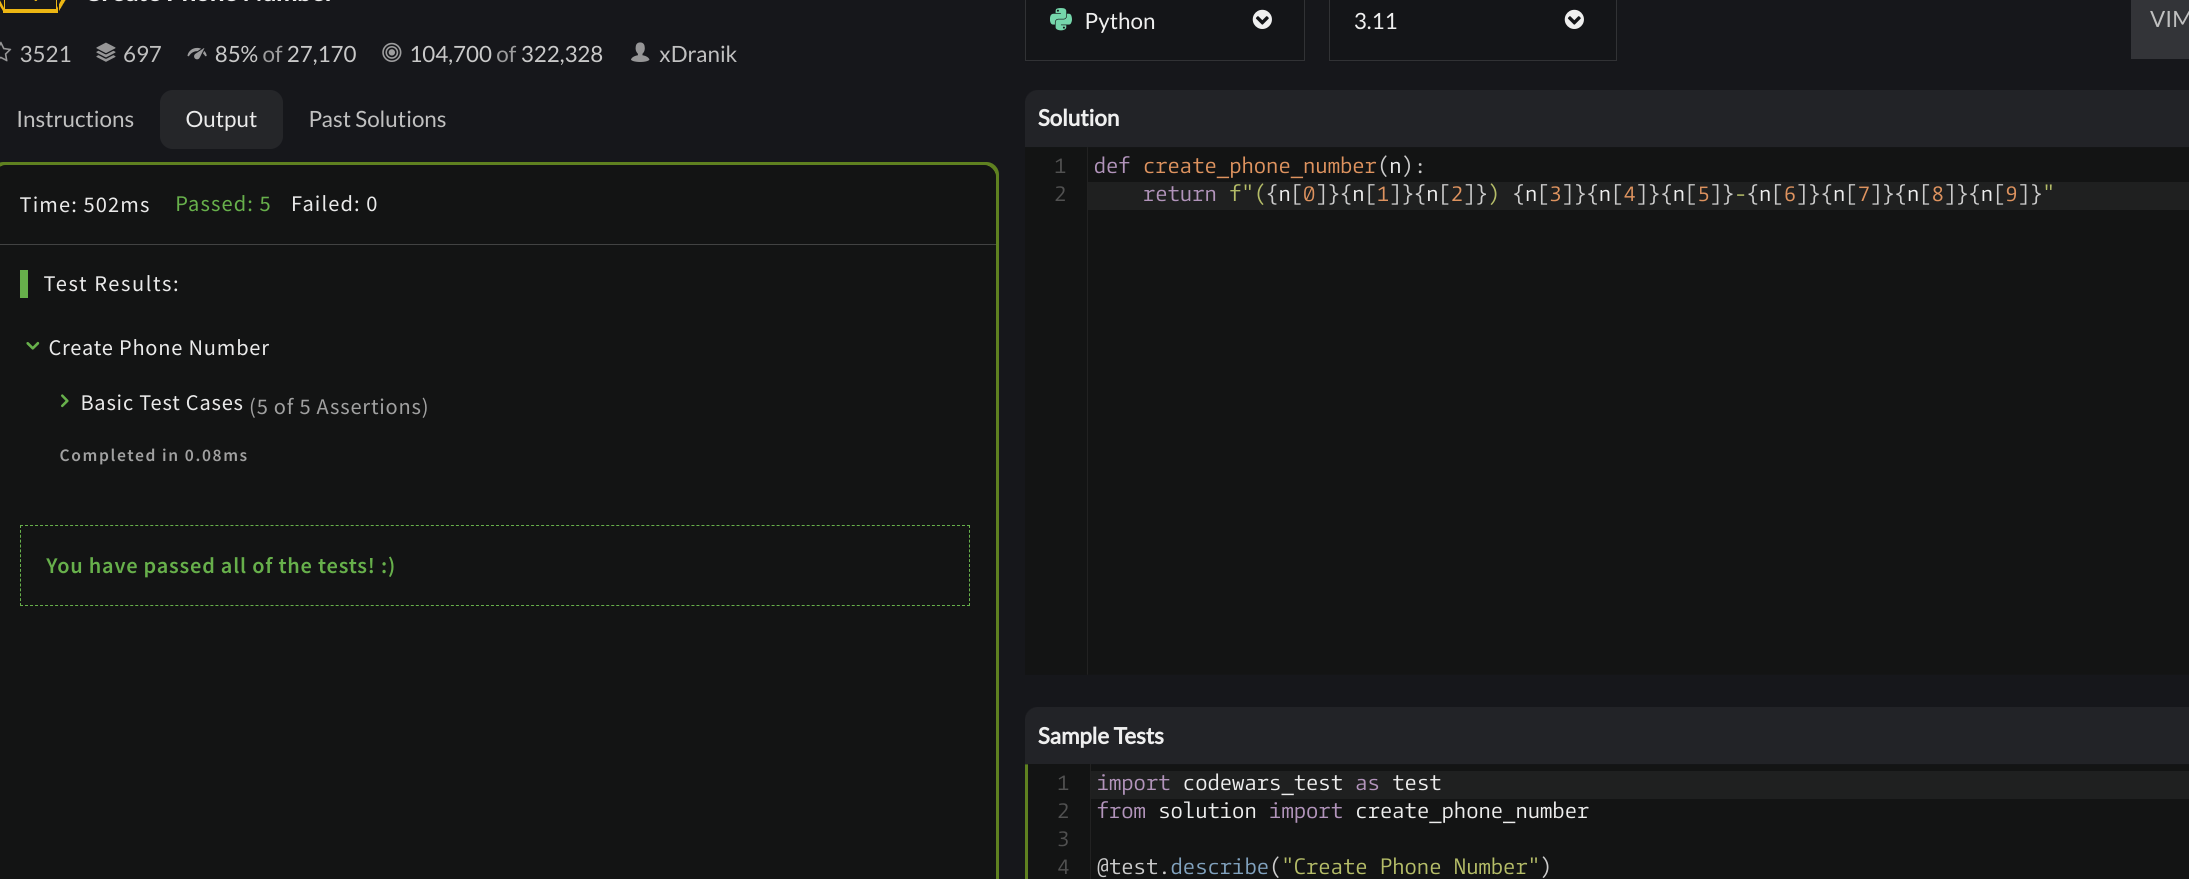 Create Phone Number
3521 697 85% of 27,170 104,700 of 322,328 xDranik
Instructions Output Past Solutions
Time: 502ms Passed: 5 Failed: 0
Test Results:
Create Phone Number
Basic Test Cases (5 of 5 Assertions)
Completed in 0.08ms
You have passed all of the tests! :)
Python 3.11 VIM
Solution
1 def create_phone_number(n):
2 return f"({n[0]}{n[1]}{n[2]}) {n[3]}{n[4]}{n[5]}-{n[6]}{n[7]}{n[8]}{n[9]}"
Sample Tests
1 import codewars_test as test
2 from solution import create_phone_number
3
4 @test.describe("Create Phone Number")